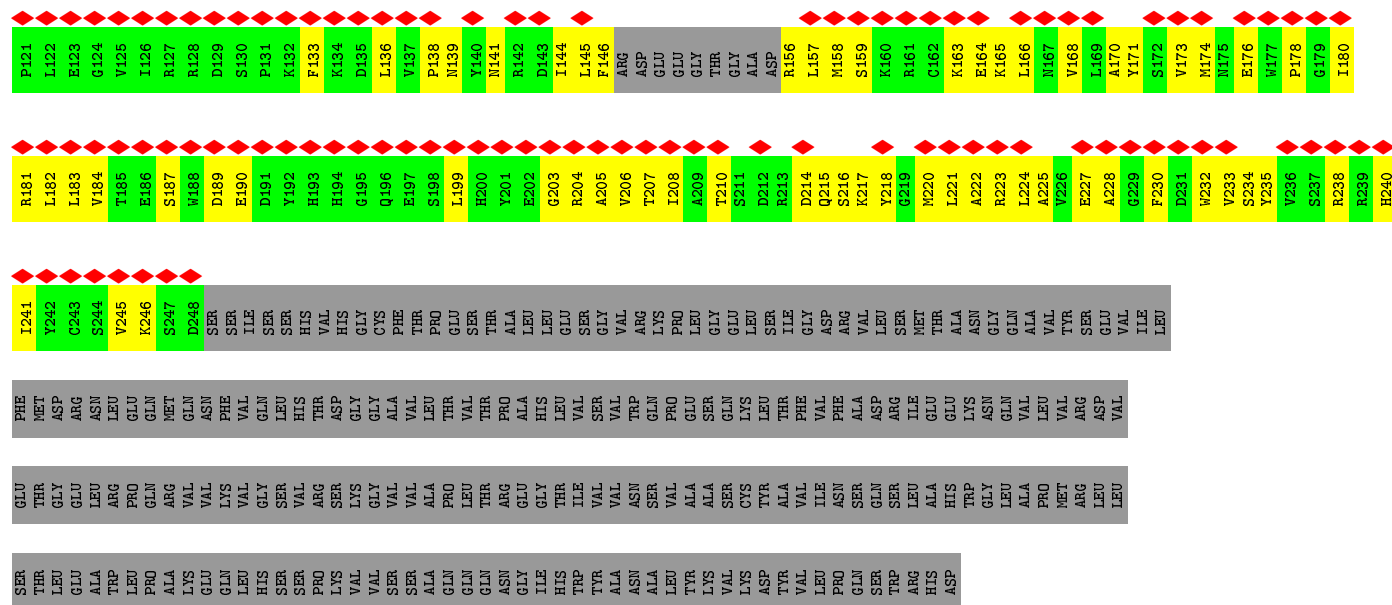 P121 L122 E123 G124 V125 I126 R127 R128 D129 S130 P131 K132 F133 K134 D135 L136 V137 P138 N139 Y140 N141 R142 D143 I144 L145 F146 ARG ASP GLU GLU GLY THR GLY ALA ASP R156 L157 M158 S159 K160 R161 C162 K163 E164 K165 L166 N167 V168 L169 A170 Y171 S172 V173 M174 N175 E176 W177 P178 G179 I180
R181 L182 L183 V184 T185 E186 S187 W188 D189 E190 D191 Y192 H193 H194 G195 Q196 E197 S198 L199 H200 Y201 E202 G203 R204 A205 V206 T207 I208 A209 T210 S211 D212 R213 D214 Q215 S216 K217 Y218 G219 M220 L221 A222 R223 L224 A225 V226 E227 A228 G229 F230 D231 W232 V233 S234 Y235 V236 S237 R238 R239 H240
I241 Y242 C243 S244 V245 K246 S247 D248 SER SER ILE SER SER HIS VAL HIS GLY CYS PHE THR PRO GLU SER THR ALA LEU LEU GLU SER GLY VAL ARG LYS PRO LEU GLY GLU LEU SER ILE GLY ASP ARG VAL LEU SER MET THR ALA ASN GLY GLN ALA VAL TYR SER GLU VAL ILE LEU
PHE MET ASP ARG ASN LEU GLU GLN MET GLN ASN PHE VAL GLN LEU HIS THR ASP GLY GLY ALA VAL LEU THR VAL THR PRO ALA HIS LEU VAL SER VAL TRP GLN PRO GLU SER GLN LYS LEU THR PHE VAL PHE ALA ASP ARG ILE GLU GLU LYS ASN GLN VAL LEU VAL ARG ASP VAL
GLU THR GLY GLU LEU ARG PRO GLN ARG VAL VAL LYS VAL GLY SER VAL ARG SER LYS GLY VAL VAL ALA PRO LEU THR ARG GLU GLY THR ILE VAL VAL ASN SER VAL ALA ALA SER CYS TYR ALA VAL ILE ASN SER GLN SER LEU ALA HIS TRP GLY LEU ALA PRO MET ARG LEU LEU
SER THR LEU GLU ALA TRP LEU PRO ALA LYS GLU GLN LEU HIS SER SER PRO LYS VAL VAL SER SER ALA GLN GLN GLN ASN GLY ILE HIS TRP TYR ALA ASN ALA LEU TYR LYS VAL LYS ASP TYR VAL LEU PRO GLN SER TRP ARG HIS ASP